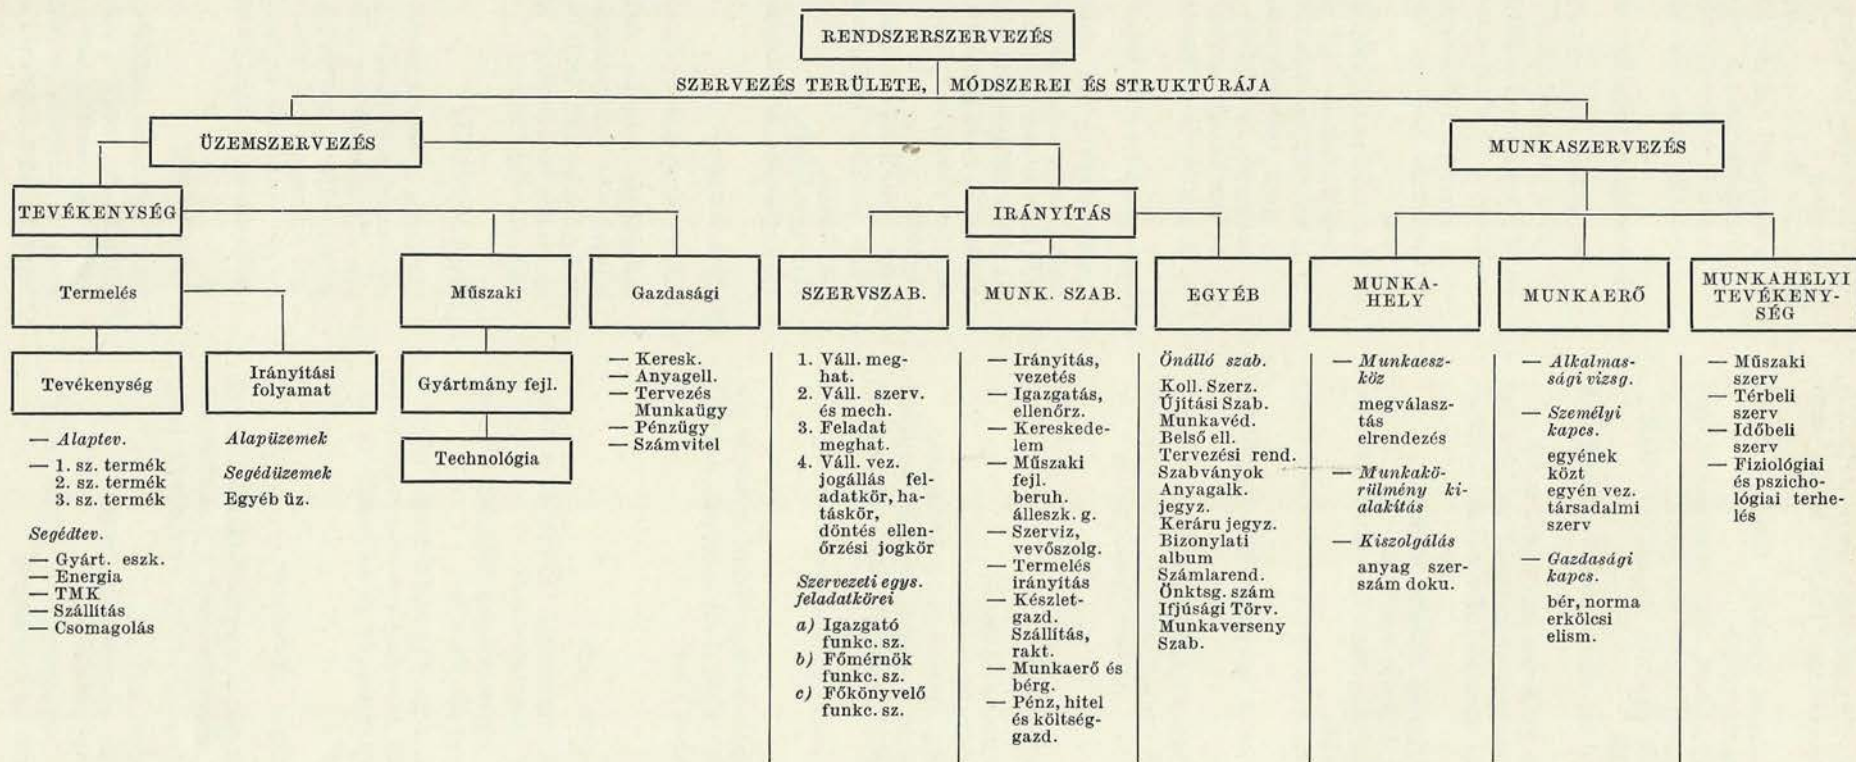 RENDSZERSZERVEZÉS
SZERVEZÉS TERÜLETE, MÓDSZEREI ÉS STRUKTÚRÁJA
ÜZEMSZERVEZÉS
MUNKASZERVEZÉS
TEVÉKENYSÉG
IRÁNYÍTÁS
Termelés
Műszaki
Gazdasági
SZERVSZAB.
MUNK. SZAB.
EGYÉB
MUNKA-
HELY
MUNKAERŐ
MUNKAHELYI
TEVÉKENY-
SÉG
Tevékenység
Irányítási
folyamat
Gyártmány fejl.
Technológia
— Alaptev.
— 1. sz. termék
2. sz. termék
3. sz. termék
Segédtev.
— Gyárt. eszk.
— Energia
— TMK
— Szállítás
— Csomagolás
Alapüzemek
Segédüzemek
Egyéb üz.
— Keresk.
— Anyagell.
— Tervezés
Munkaügy
— Pénzügy
— Számvitel
1. Váll. meg-
hat.
2. Váll. szerv.
és mech.
3. Feladat
meghat.
4. Váll. vez.
jogállás fel-
adatkör, ha-
táskör,
döntés ellen-
őrzési jogkör
Szervezeti egys.
feladatkörei
a) Igazgató
funkc. sz.
b) Főmérnök
funkc. sz.
c) Főkönyvelő
funkc. sz.
— Irányítás,
vezetés
— Igazgatás,
ellenőrz.
— Kereskede-
lem
— Műszaki
fejl.
beruh.
álleszk. g.
— Szerviz,
vevőszolg.
— Termelés
irányítás
— Készlet-
gazd.
Szállítás,
rakt.
— Munkaerő és
bérg.
— Pénz, hitel
és költség-
gazd.
Önálló szab.
Koll. Szerz.
Újítási Szab.
Munkavéd.
Belső ell.
Tervezési rend.
Szabványok
Anyagalk.
jegyz.
Keráru jegyz.
Bizonylati
album
Számlarend.
Önktsg. szám
Ifjúsági Törv.
Munkaverseny
Szab.
— Munkaesz-
köz
megválasz-
tás
elrendezés
— Munkakö-
rülmény ki-
alakítás
— Kiszolgálás
anyag szer-
szám doku.
— Alkalmas-
sági vizsg.
— Személyi
kapcs.
egyének
közt
egyén vez.
társadalmi
szerv
— Gazdasági
kapcs.
bér, norma
erkölcsi
elism.
— Műszaki
szerv
— Térbeli
szerv
— Időbeli
szerv
— Fiziológiai
és pszicho-
lógiai terhe-
lés